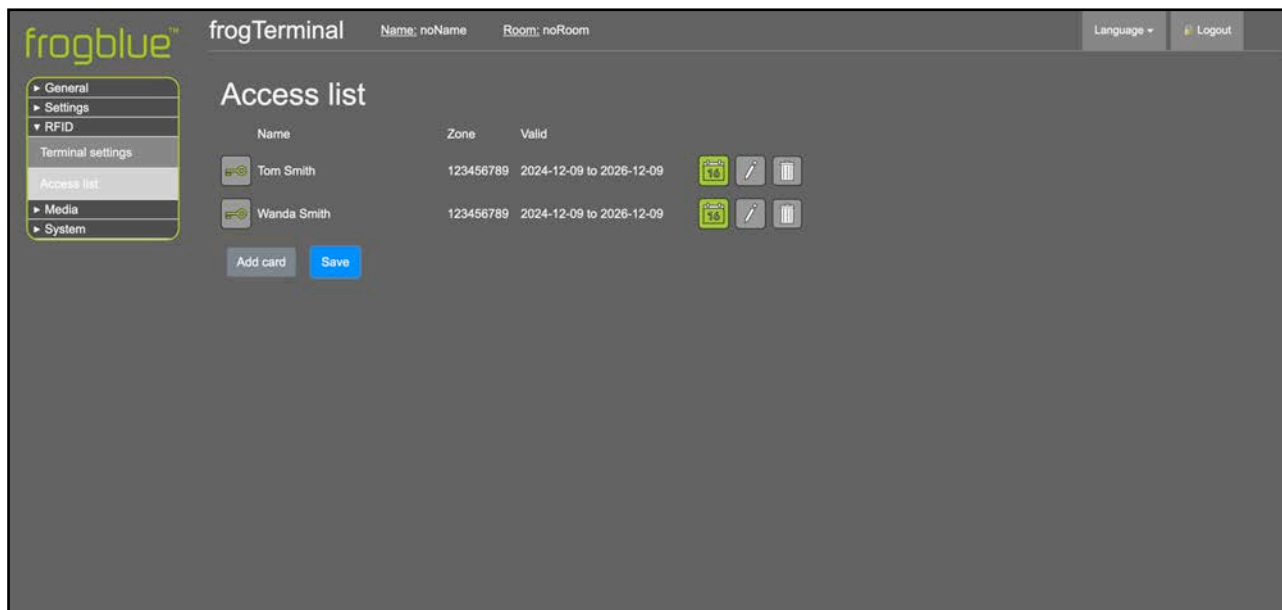 frogblue™
frogTerminal Name: noName Room: noRoom Language Logout
► General
► Settings
▼ RFID
Terminal settings
Access list
► Media
► System
Access list
Name Zone Valid
Tom Smith 123456789 2024-12-09 to 2026-12-09 16
Wanda Smith 123456789 2024-12-09 to 2026-12-09 16
Add card Save